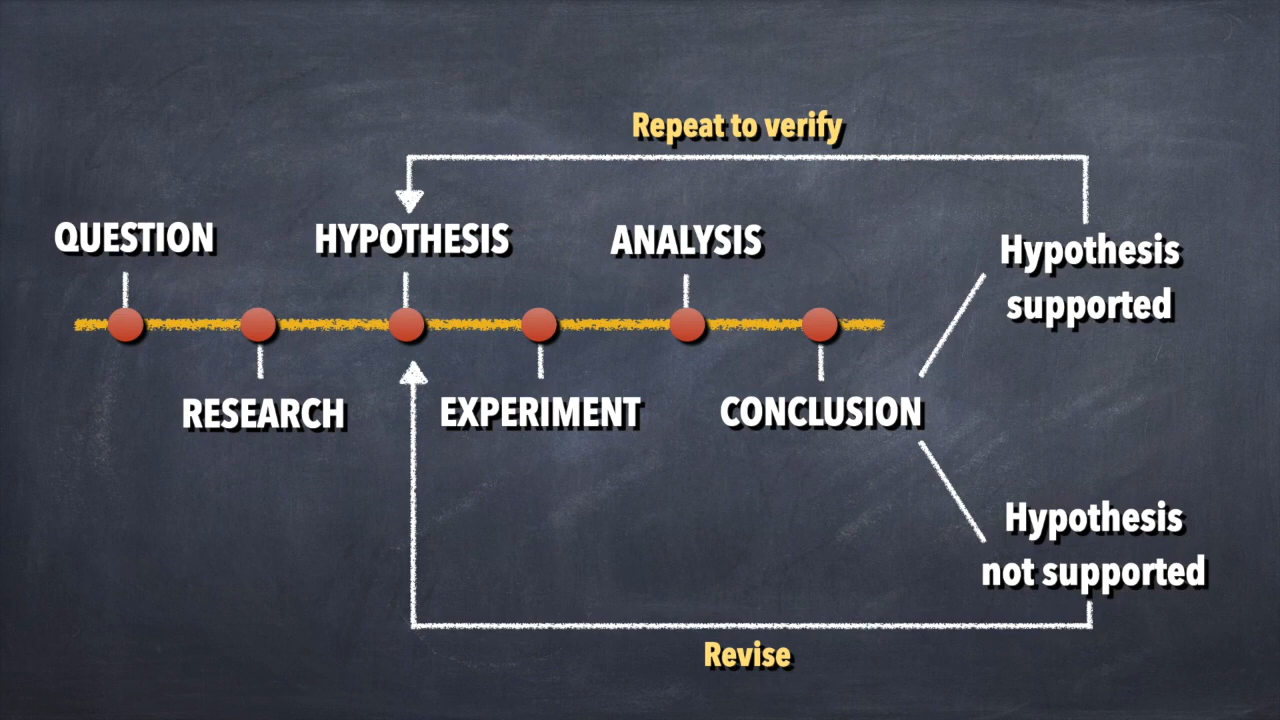 Repeat to verify
QUESTION
HYPOTHESIS
ANALYSIS
Hypothesis
supported
RESEARCH
EXPERIMENT
CONCLUSION
Hypothesis
not supported
Revise